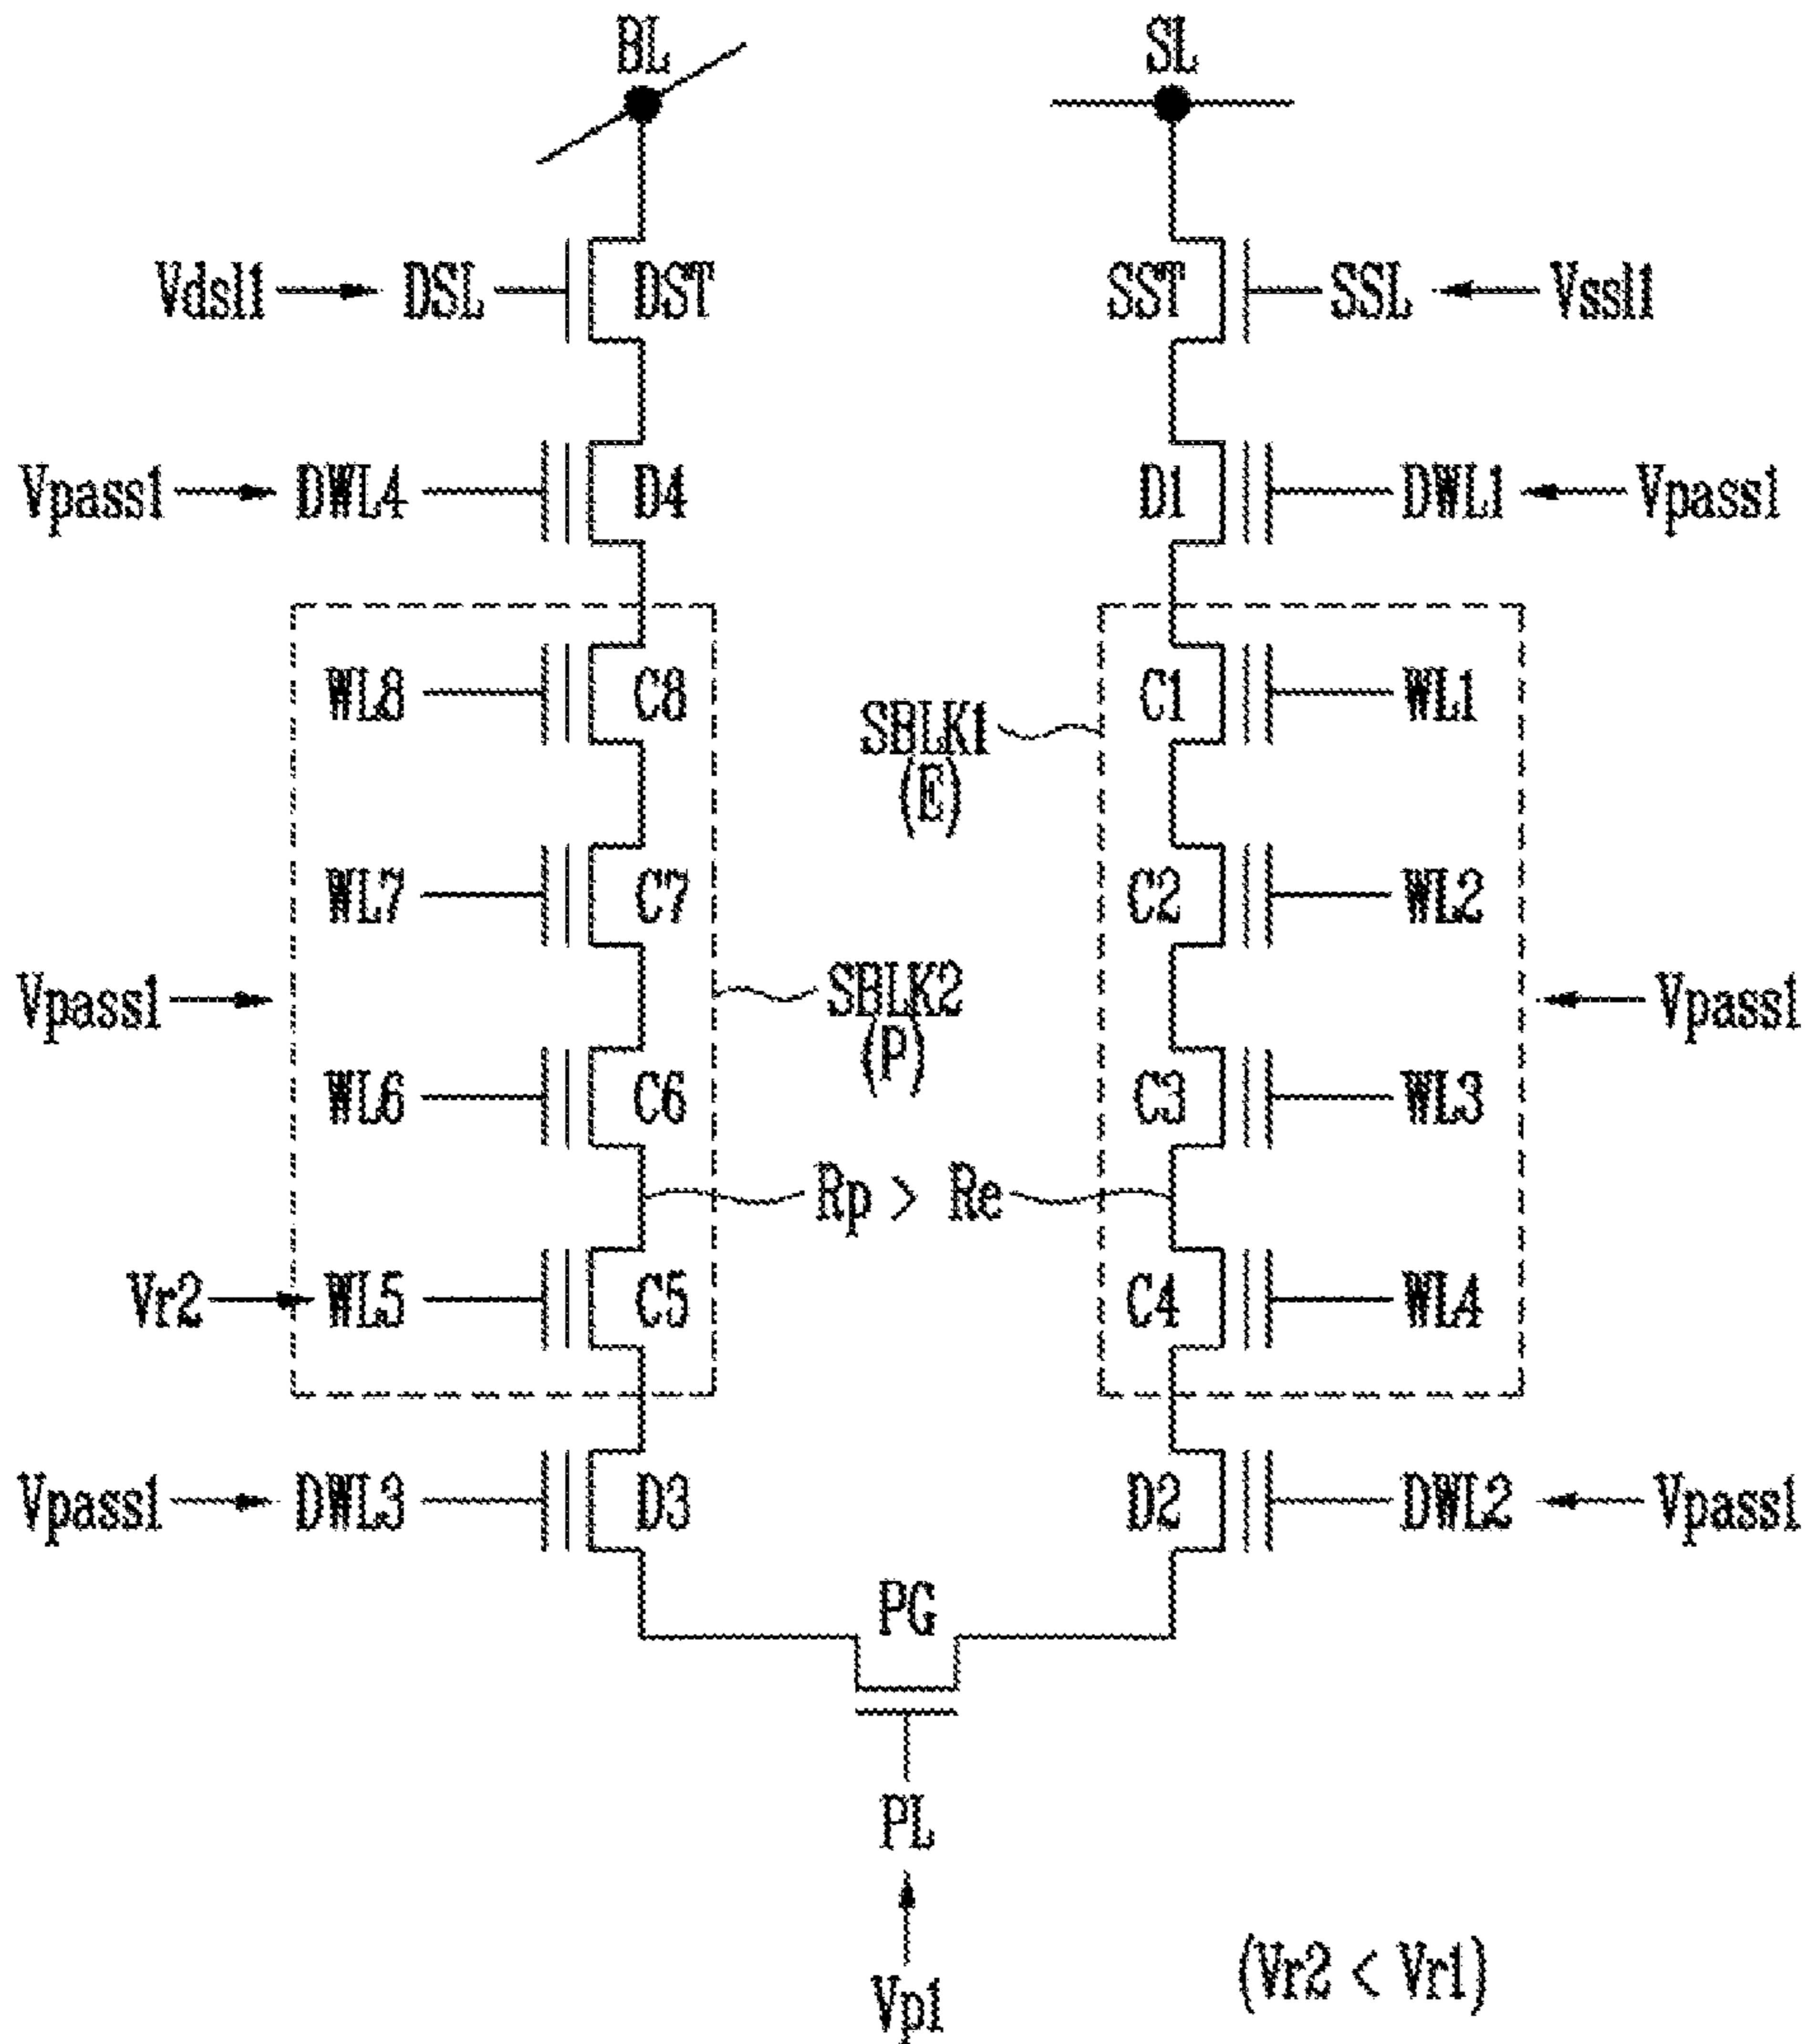 BL SL
Vdsl1 DSL DST SST SSL Vssl1
Vpass1 DWL4 D4 D1 DWL1 Vpass1
WL8 C8 C1 WL1
SBLK1
(E)
WL7 C7 C2 WL2
Vpass1 SBLK2 Vpass1
(P)
WL6 C6 C3 WL3
Rp > Re
Vr2 WL5 C5 C4 WL4
Vpass1 DWL3 D3 D2 DWL2 Vpass1
PG
PL
Vp1
(Vr2 < Vr1)